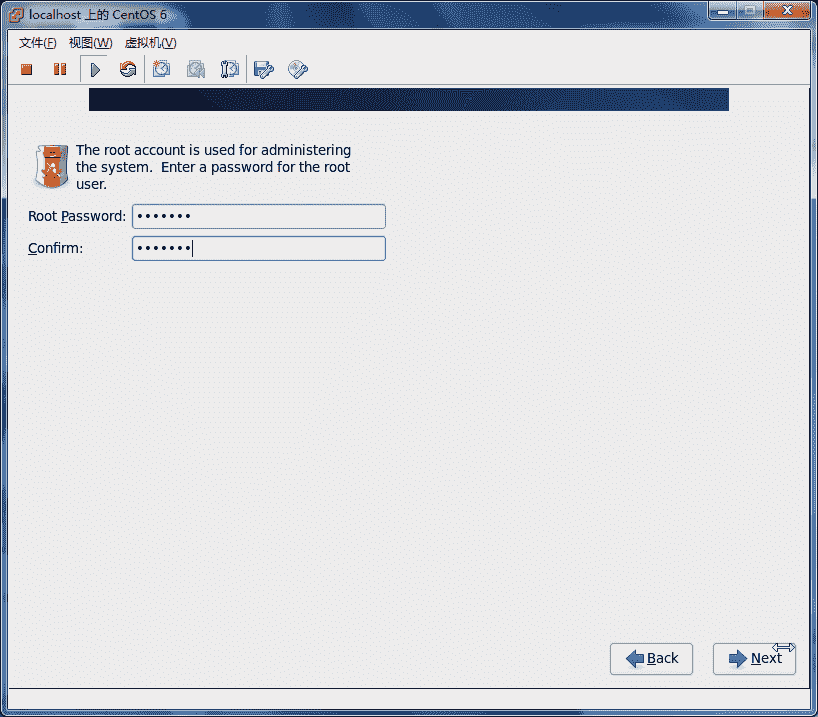 localhost 上的 CentOS 6
文件(F) 视图(W) 虚拟机(V)
The root account is used for administering
the system. Enter a password for the root
user.
Root Password: •••••••
Confirm: •••••••
Back Next